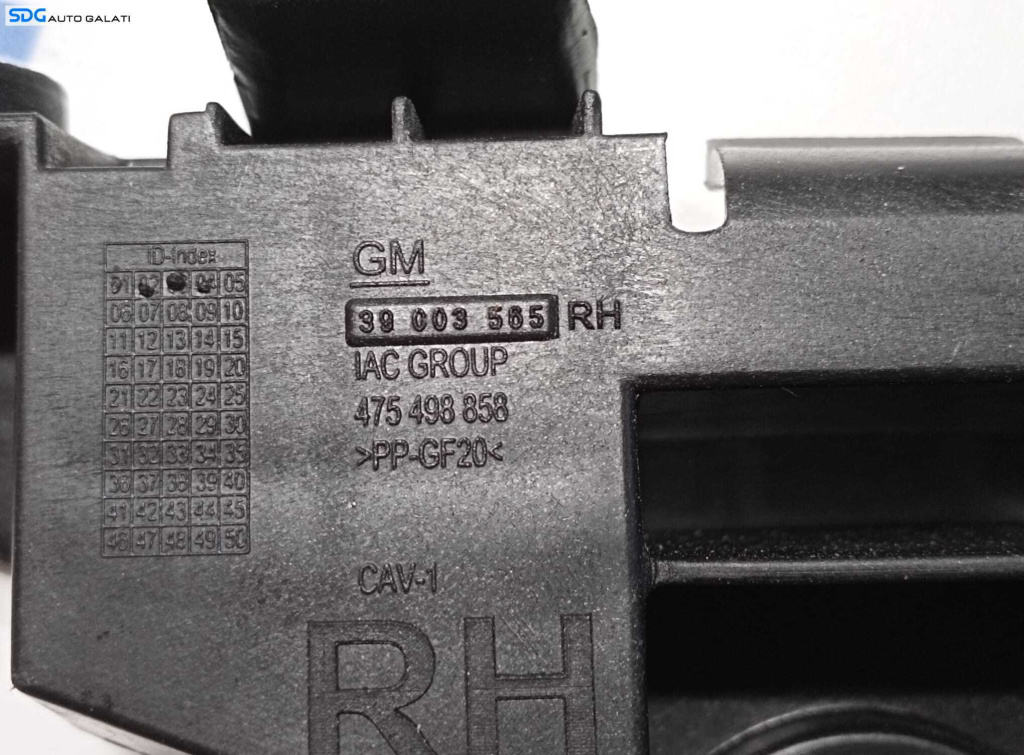 SDG AUTO GALATI
ID-Index
01 02 03 04 05
06 07 08 09 10
11 12 13 14 15
16 17 18 19 20
21 22 23 24 25
26 27 28 29 30
31 32 33 34 35
36 37 38 39 40
41 42 43 44 45
46 47 48 49 50
GM
39 003 565 RH
IAC GROUP
475 498 858
>PP-GF20<
CAV-1
RH